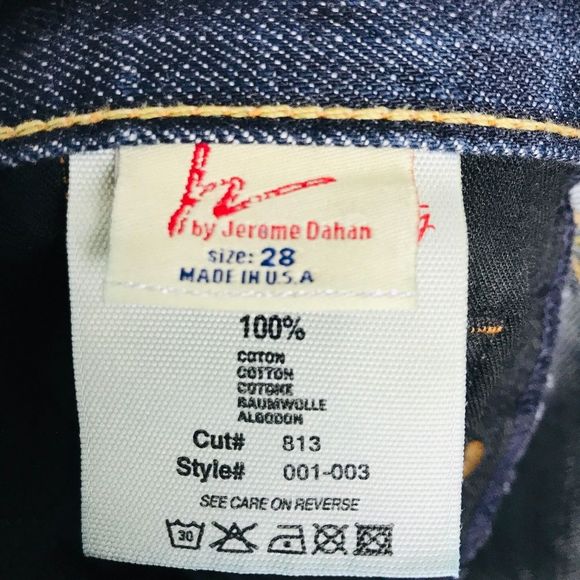 by Jerome Dahan
size: 28
MADE IN U.S.A
100%
COTON
COTTON
COTONE
BAUMWOLLE
ALGODON
Cut# 813
Style# 001-003
SEE CARE ON REVERSE
30